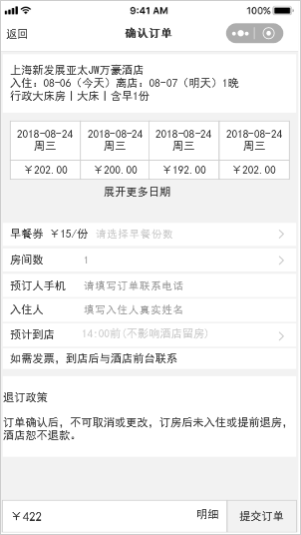 9:41 AM 100%
返回 确认订单
上海新发展亚太JW万豪酒店
入住：08-06（今天）离店：08-07（明天）1晚
行政大床房丨大床丨含早1份
2018-08-24 2018-08-24 2018-08-24 2018-08-24
周三 周三 周三 周三
￥202.00 ￥200.00 ￥192.00 ￥202.00
展开更多日期
早餐券 ￥15/份 请选择早餐份数
房间数 1
预订人手机 请填写订单联系电话
入住人 填写入住人真实姓名
预计到店 14:00前(不影响酒店留房)
如需发票，到店后与酒店前台联系
退订政策
订单确认后，不可取消或更改，订房后未入住或提前退房，
酒店恕不退款。
￥422 明细 提交订单